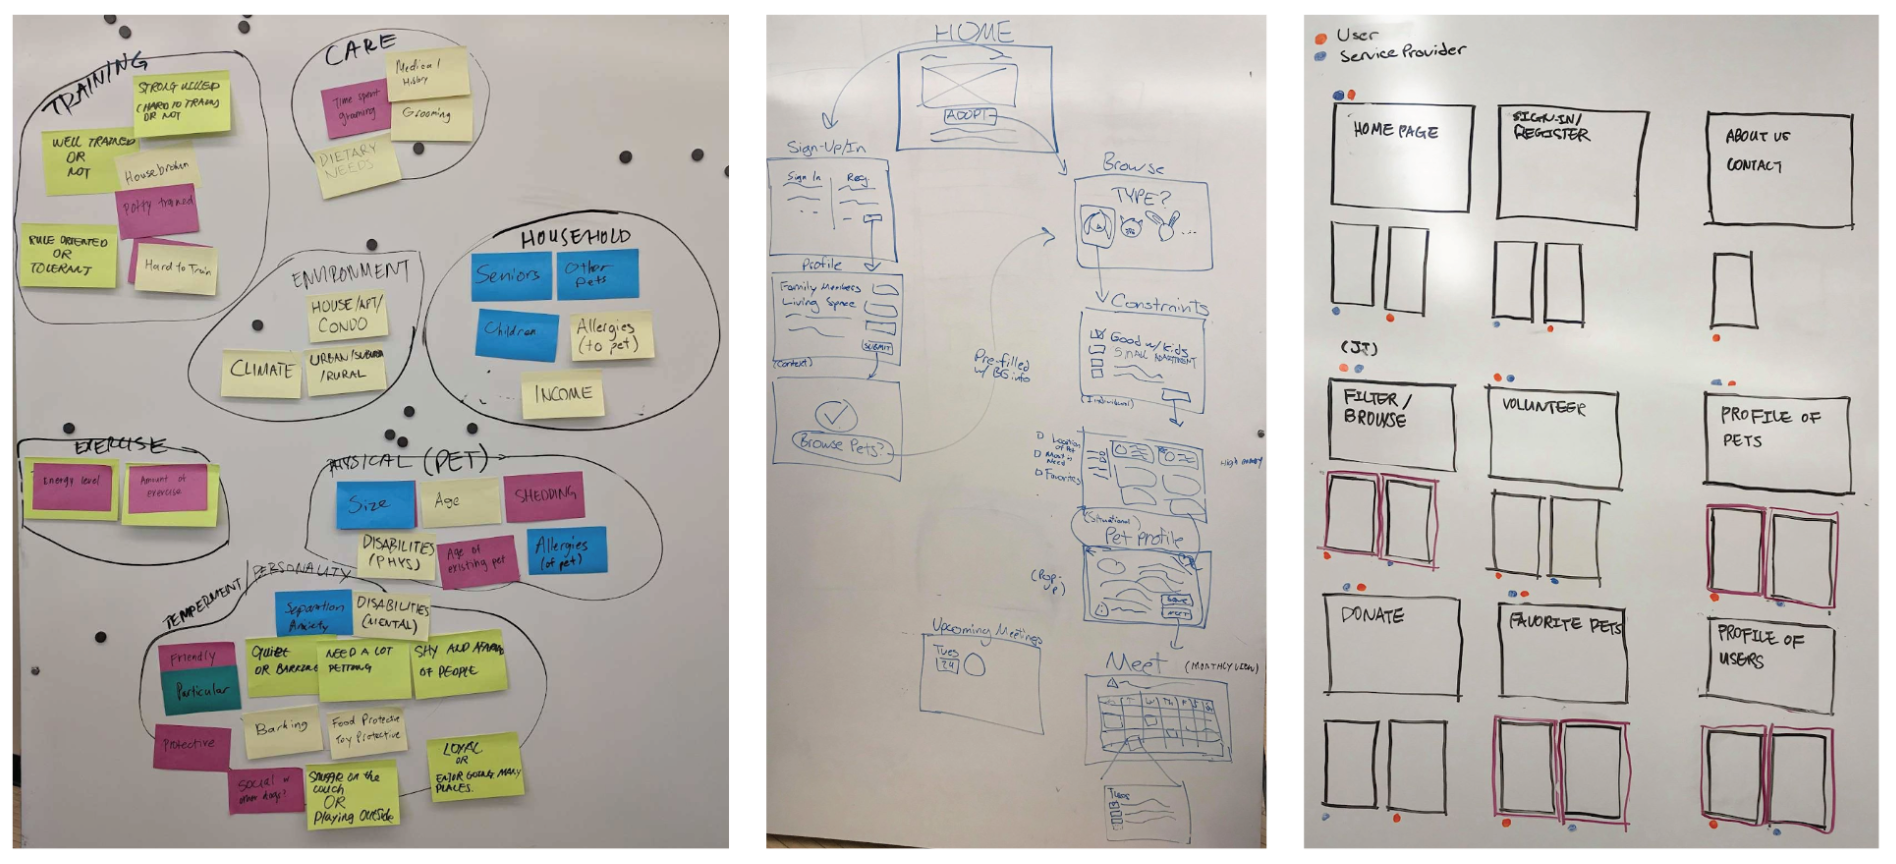 TRAINING
STRONG WILLED
(HARD TO TRAIN)
OR NOT
WELL TRAINED
OR
NOT
Housebroken
Potty trained
RULE ORIENTED
OR
TOLERANT
Hard to Train
CARE
Medical
History
Time spent
grooming
Grooming
DIETARY
NEEDS
ENVIRONMENT
HOUSE/APT/
CONDO
CLIMATE
URBAN/SUBURB
/RURAL
HOUSEHOLD
Seniors
Other
Pets
Children
Allergies
(to pet)
INCOME
EXERCISE
Energy level
Amount of
exercise
PHYSICAL (PET)
Size
Age
SHEDDING
DISABILITIES
(PHYS)
Age of
existing pet
Allergies
(of pet)
TEMPERMENT/PERSONALITY
Separation
Anxiety
DISABILITIES
(MENTAL)
Friendly
Particular
QUIET
OR BARKING
NEED A LOT
PETTING
SHY AND AFRAID
OF PEOPLE
Protective
Barking
Food Protective
Toy Protective
Social w
other dogs?
SNUGGLE on the
couch
OR
Playing outside
LOYAL
OR
ENJOY GOING MANY
PLACES.
HOME
ADOPT
Sign-Up/In
Sign In
Reg
Profile
Family Members
Living Space
SUBMIT
(Context)
Browse Pets?
Pre-filled
w/ BG info
Browse
TYPE?
...
Constraints
Good w/ kids
SMALL APARTMENT
(Individual)
Location
of Pet
Most
Need
Favorites
(Situational)
Pet profile
(Pop-
up)
Upcoming Meetings
Tues
24
Meet
(MONTHLY VIEW)
Tues
User
Service Provider
HOME PAGE
SIGN-IN/
REGISTER
ABOUT US
CONTACT
(JJ)
FILTER/
BROWSE
VOLUNTEER
PROFILE OF
PETS
DONATE
FAVORITE PETS
PROFILE OF
USERS